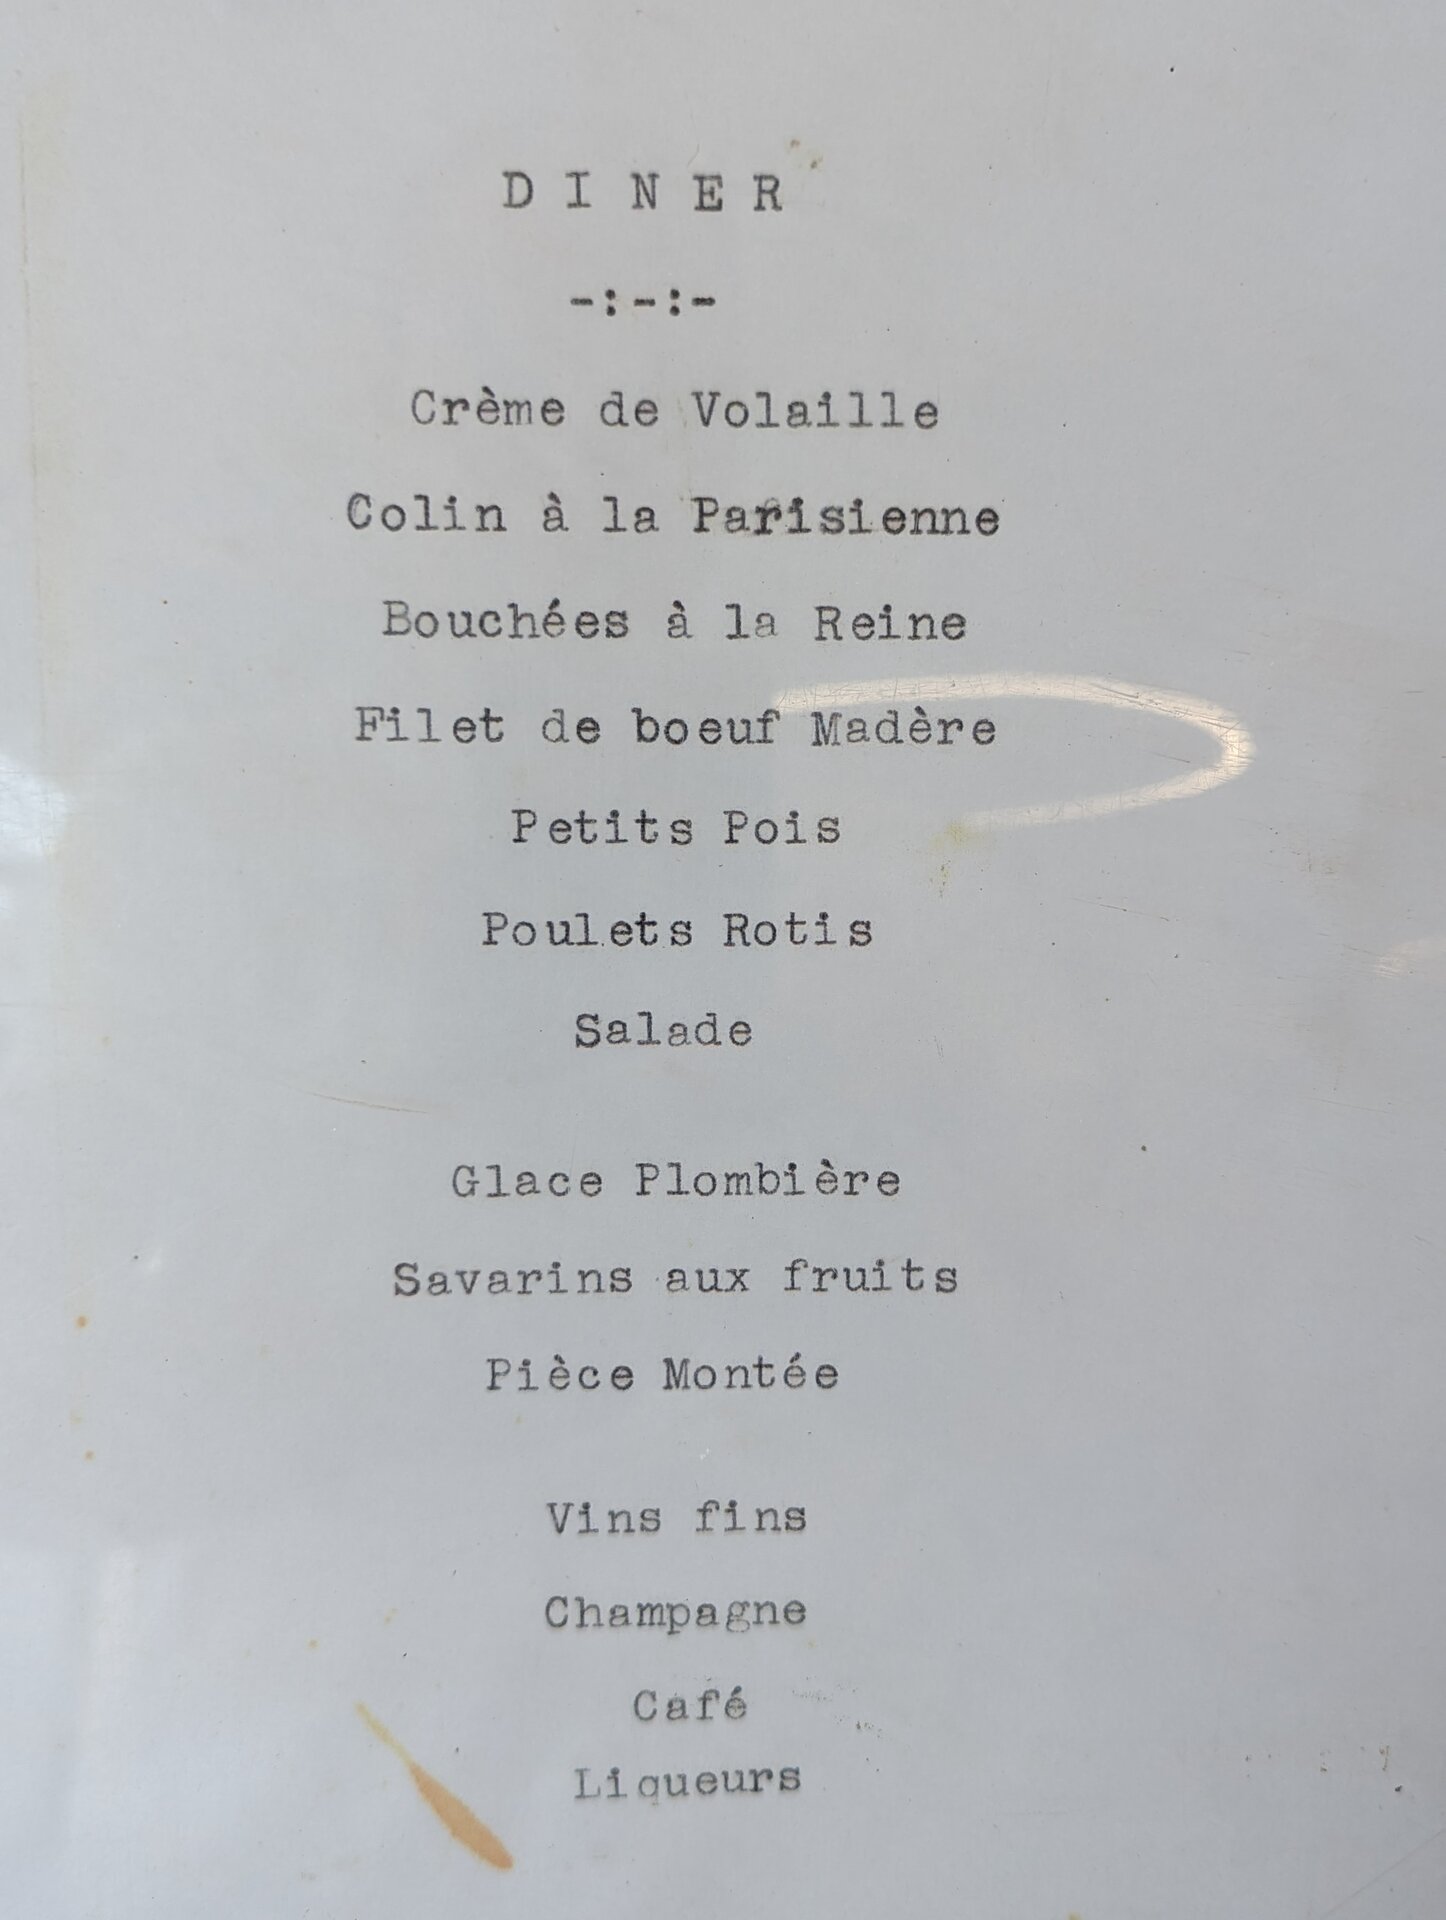 DINER
-:-:-
Crème de Volaille
Colin à la Parisienne
Bouchées à la Reine
Filet de boeuf Madère
Petits Pois
Poulets Rotis
Salade
Glace Plombière
Savarins aux fruits
Pièce Montée
Vins fins
Champagne
Café
Liqueurs